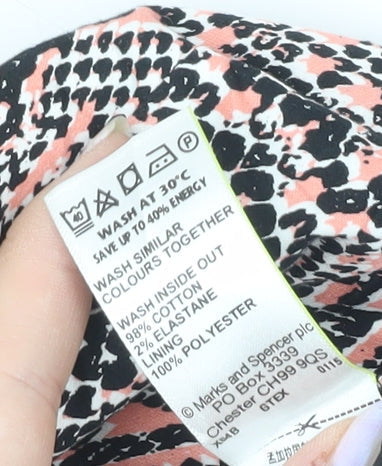 40 P
WASH AT 30°C
SAVE UP TO 40% ENERGY
WASH SIMILAR
COLOURS TOGETHER
WASH INSIDE OUT
98% COTTON
2% ELASTANE
LINING
100% POLYESTER
© Marks and Spencer plc
PO Box 3339
Chester CH99 9QS
GTEX 0115